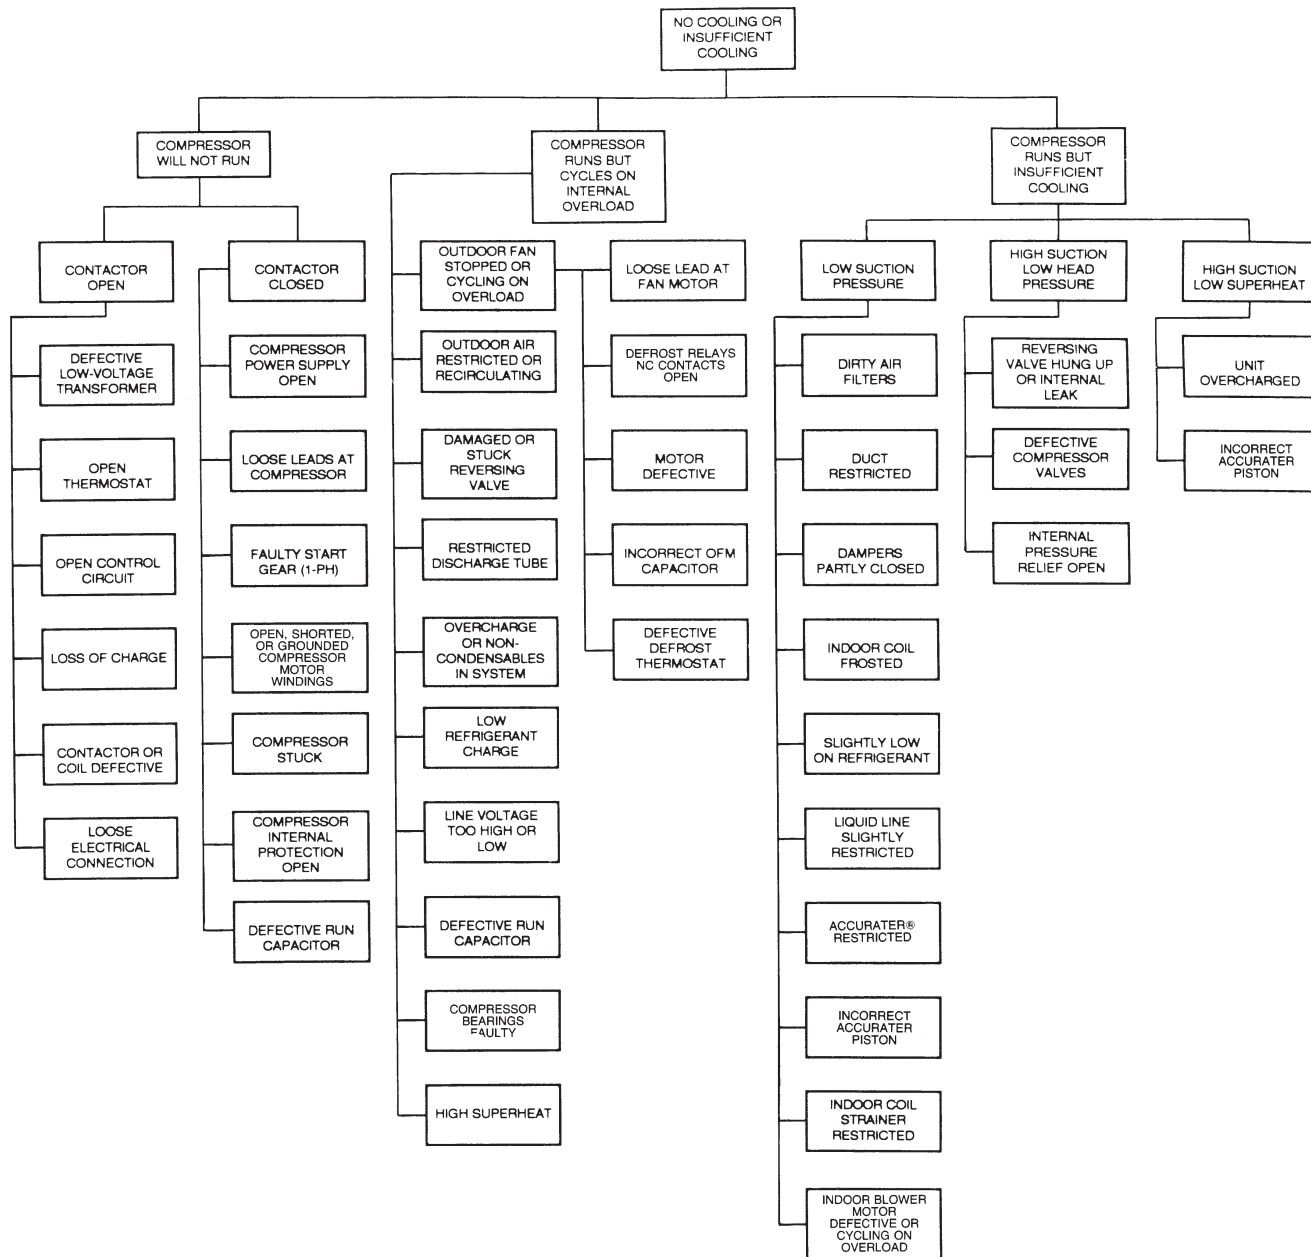 NO COOLING OR
INSUFFICIENT
COOLING
COMPRESSOR
WILL NOT RUN
CONTACTOR
OPEN
DEFECTIVE
LOW-VOLTAGE
TRANSFORMER
OPEN
THERMOSTAT
OPEN CONTROL
CIRCUIT
LOSS OF CHARGE
CONTACTOR OR
COIL DEFECTIVE
LOOSE
ELECTRICAL
CONNECTION
CONTACTOR
CLOSED
COMPRESSOR
POWER SUPPLY
OPEN
LOOSE LEADS AT
COMPRESSOR
FAULTY START
GEAR (1-PH)
OPEN, SHORTED,
OR GROUNDED
COMPRESSOR
MOTOR
WINDINGS
COMPRESSOR
STUCK
COMPRESSOR
INTERNAL
PROTECTION
OPEN
DEFECTIVE RUN
CAPACITOR
COMPRESSOR
RUNS BUT
CYCLES ON
INTERNAL
OVERLOAD
OUTDOOR FAN
STOPPED OR
CYCLING ON
OVERLOAD
OUTDOOR AIR
RESTRICTED OR
RECIRCULATING
DAMAGED OR
STUCK
REVERSING
VALVE
RESTRICTED
DISCHARGE TUBE
OVERCHARGE
OR NON-
CONDENSABLES
IN SYSTEM
LOW
REFRIGERANT
CHARGE
LINE VOLTAGE
TOO HIGH OR
LOW
DEFECTIVE RUN
CAPACITOR
COMPRESSOR
BEARINGS
FAULTY
HIGH SUPERHEAT
LOOSE LEAD AT
FAN MOTOR
DEFROST RELAYS
NC CONTACTS
OPEN
MOTOR
DEFECTIVE
INCORRECT OFM
CAPACITOR
DEFECTIVE
DEFROST
THERMOSTAT
COMPRESSOR
RUNS BUT
INSUFFICIENT
COOLING
LOW SUCTION
PRESSURE
DIRTY AIR
FILTERS
DUCT
RESTRICTED
DAMPERS
PARTLY CLOSED
INDOOR COIL
FROSTED
SLIGHTLY LOW
ON REFRIGERANT
LIQUID LINE
SLIGHTLY
RESTRICTED
ACCURATER®
RESTRICTED
INCORRECT
ACCURATER
PISTON
INDOOR COIL
STRAINER
RESTRICTED
INDOOR BLOWER
MOTOR
DEFECTIVE OR
CYCLING ON
OVERLOAD
HIGH SUCTION
LOW HEAD
PRESSURE
REVERSING
VALVE HUNG UP
OR INTERNAL
LEAK
DEFECTIVE
COMPRESSOR
VALVES
INTERNAL
PRESSURE
RELIEF OPEN
HIGH SUCTION
LOW SUPERHEAT
UNIT
OVERCHARGED
INCORRECT
ACCURATER
PISTON